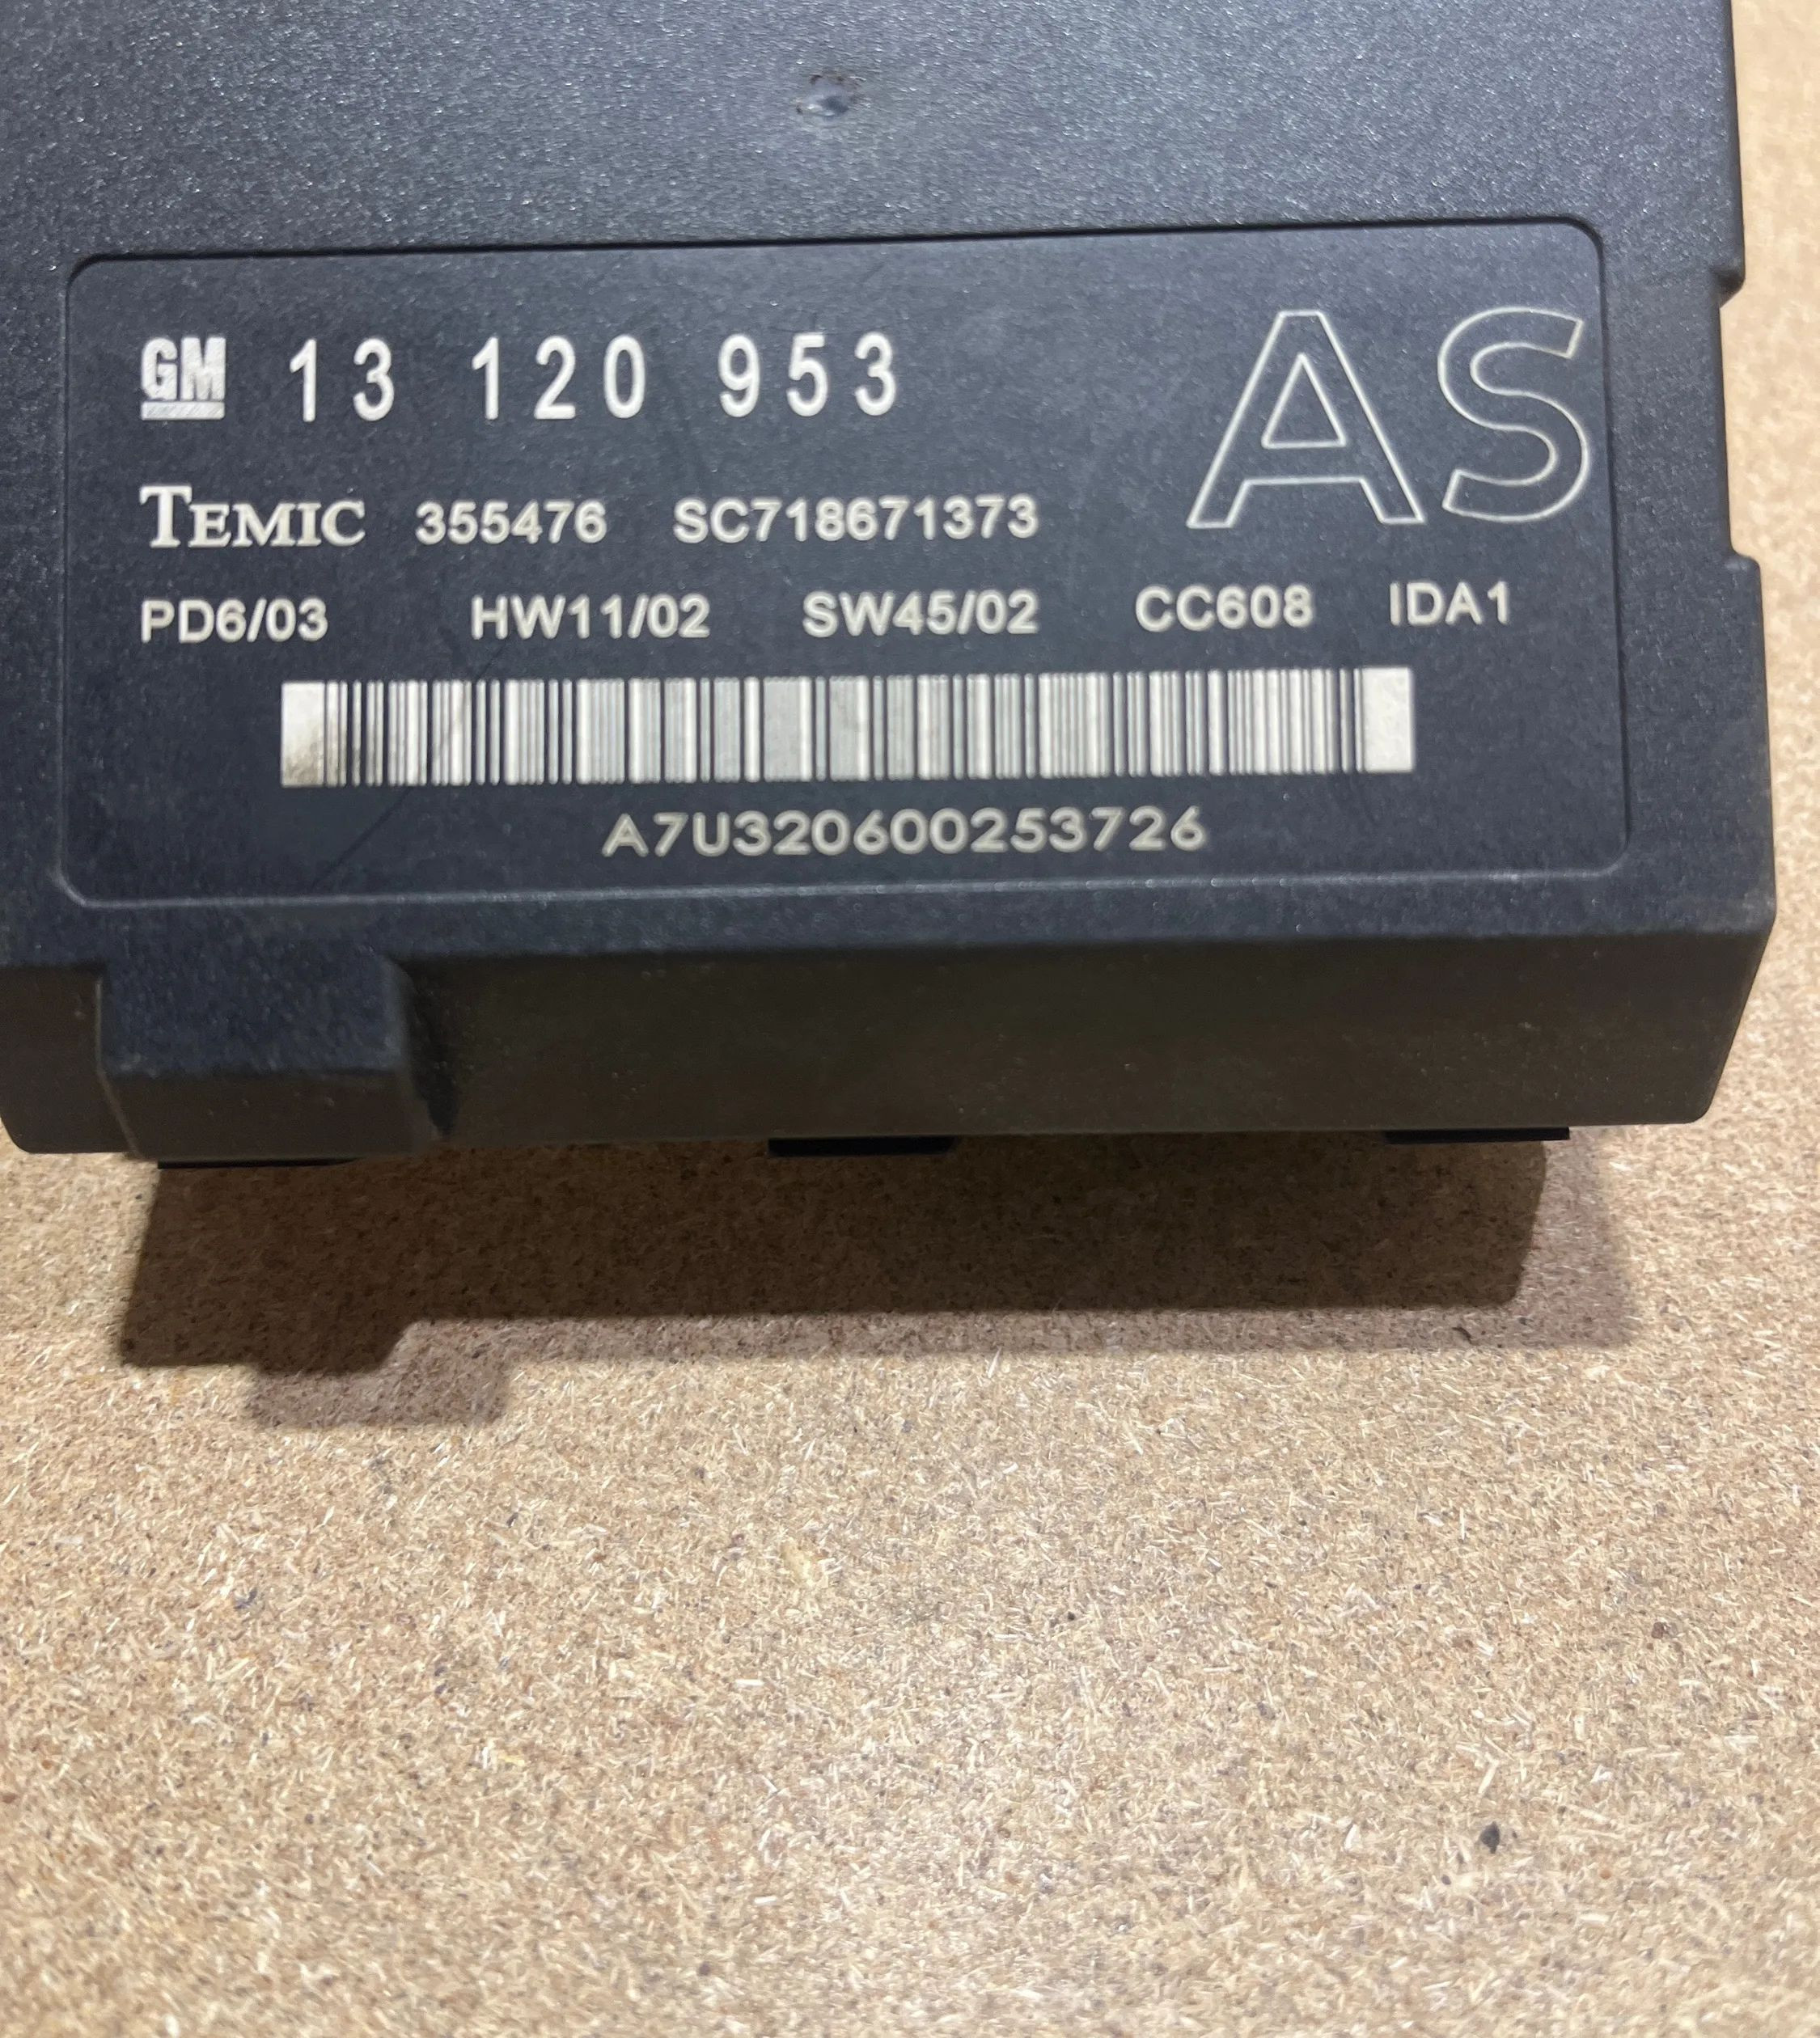 GM 13 120 953 AS
TEMIC 355476 SC718671373
PD6/03 HW11/02 SW45/02 CC608 IDA1
A7U320600253726